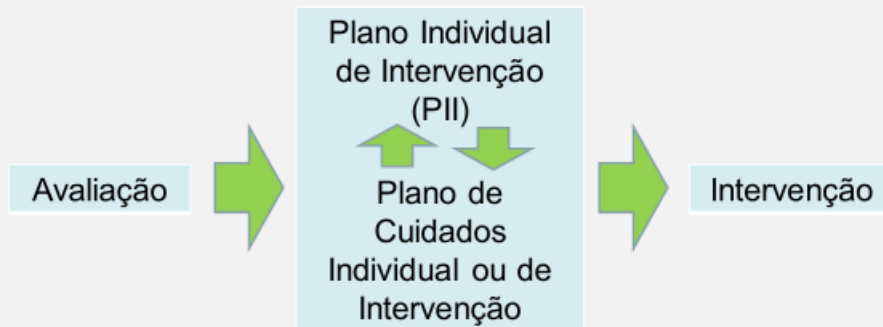 Avaliação
Plano Individual
de Intervenção
(PII)
Plano de
Cuidados
Individual ou de
Intervenção
Intervenção